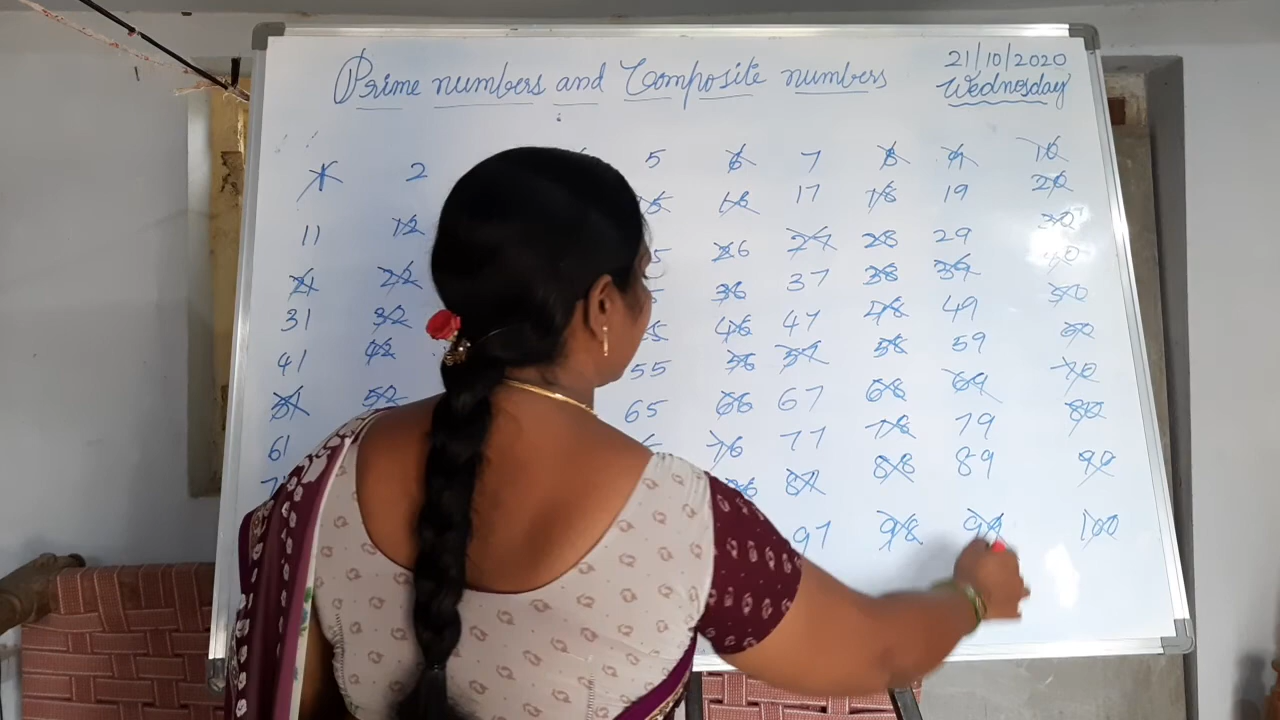 Prime numbers and Composite numbers
21/10/2020
Wednesday
1 2 5 6 7 8 9 10
11 12 15 16 17 18 19 20
21 22 26 27 28 29 30
31 32 36 37 38 39 40
41 42 46 47 48 49 50
51 52 55 56 57 58 59 60
61 65 66 67 68 69 70
76 77 78 79 80
87 88 89 90
97 98 99 100